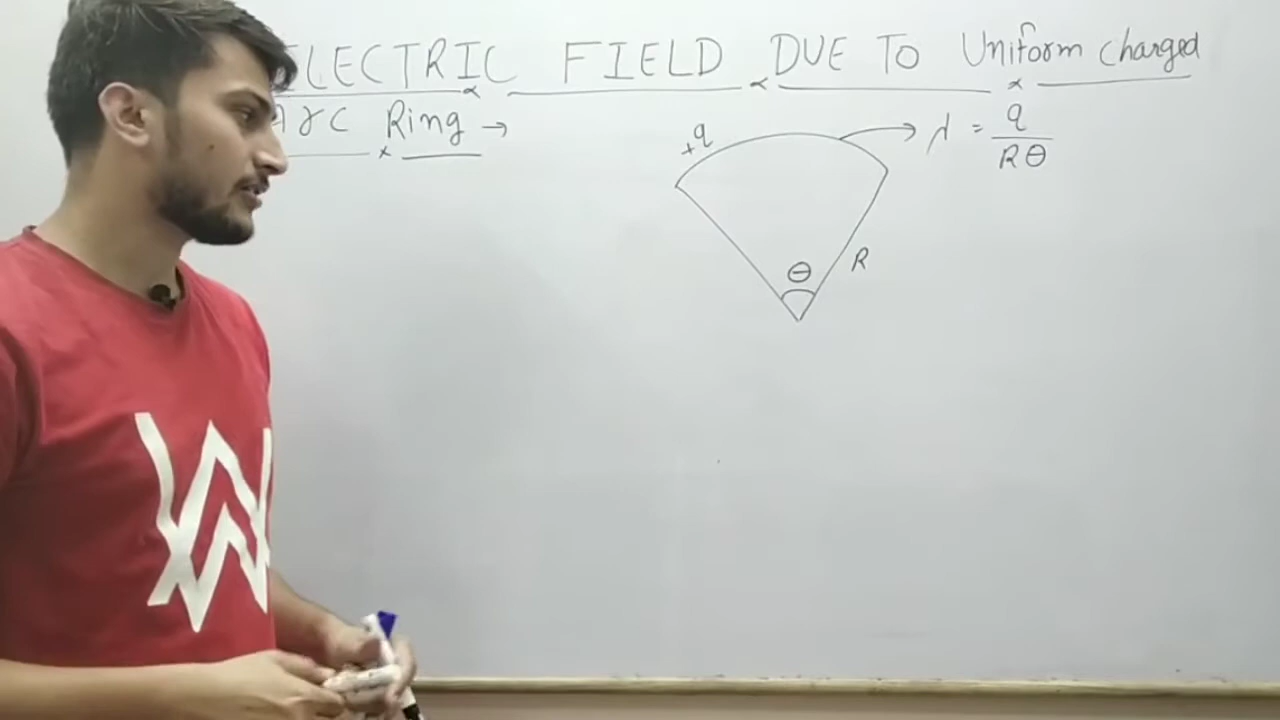 ELECTRIC FIELD DUE TO Uniform charged
Arc Ring →
+q
λ = q / Rθ
θ
R